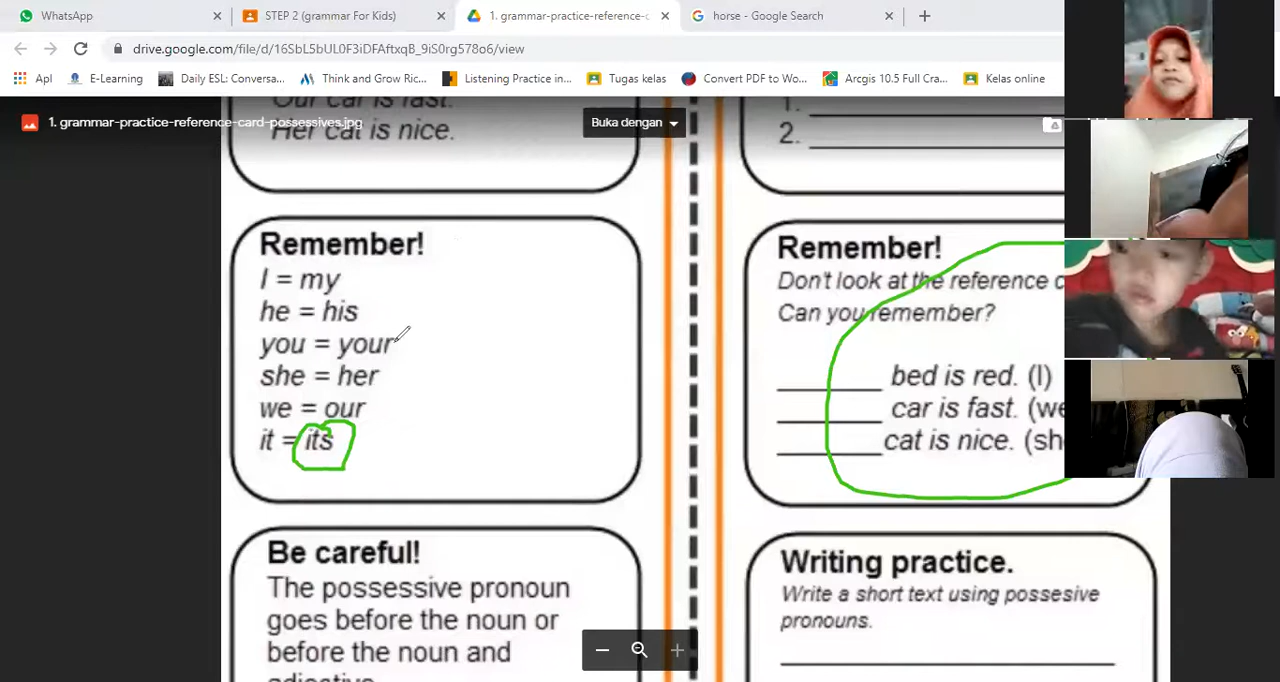 WhatsApp
STEP 2 (grammar For Kids)
1. grammar-practice-reference-c
horse - Google Search
drive.google.com/file/d/16SbL5bUL0F3iDFAftxqB_9iS0rg578o6/view
Apl
E-Learning
Daily ESL: Conversa...
Think and Grow Ric...
Listening Practice in...
Tugas kelas
Convert PDF to Wo...
Arcgis 10.5 Full Cra...
Kelas online
1. grammar-practice-reference-card-possessives.jpg
Buka dengan
Our car is fast.
Her cat is nice.
Remember!
I = my
he = his
you = your
she = her
we = our
it = its
Be careful!
The possessive pronoun
goes before the noun or
before the noun and
adjective
1.
2.
Remember!
Don't look at the reference c
Can you remember?
______ bed is red. (I)
______ car is fast. (we
______ cat is nice. (sh
Writing practice.
Write a short text using possesive
pronouns.